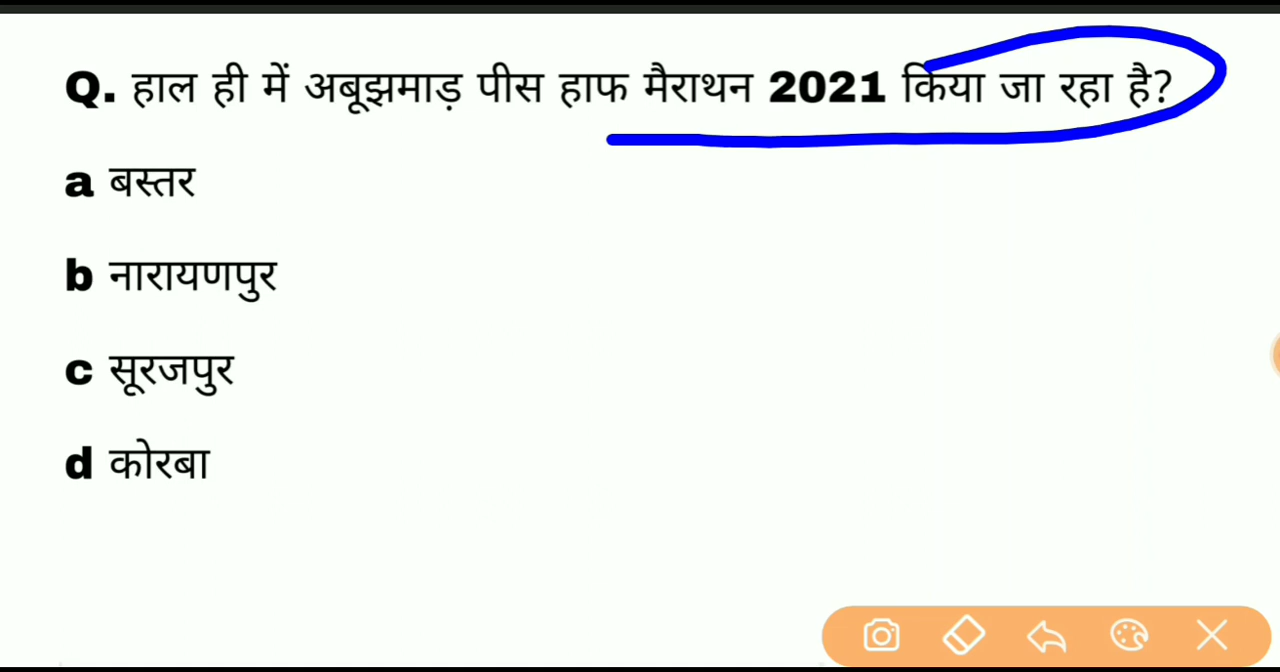 Q. हाल ही में अबूझमाड़ पीस हाफ मैराथन 2021 किया जा रहा है?
a बस्तर
b नारायणपुर
c सूरजपुर
d कोरबा